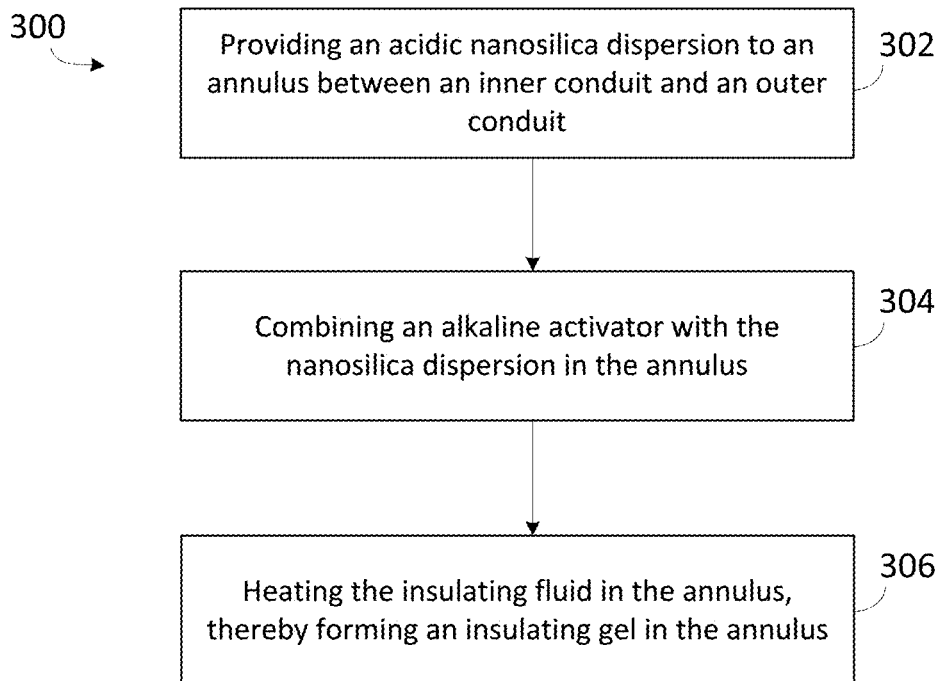 300
Providing an acidic nanosilica dispersion to an
annulus between an inner conduit and an outer
conduit
302
Combining an alkaline activator with the
nanosilica dispersion in the annulus
304
Heating the insulating fluid in the annulus,
thereby forming an insulating gel in the annulus
306